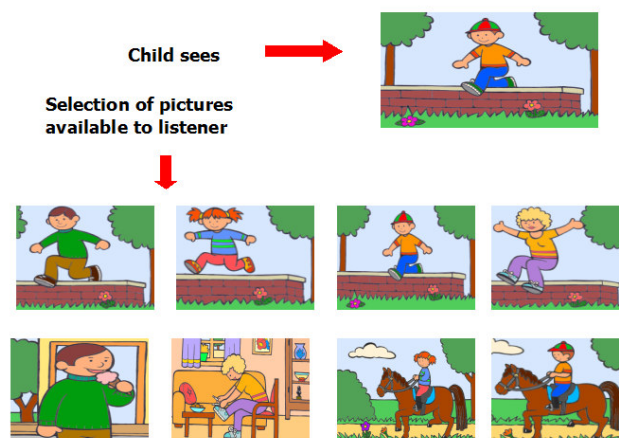 Child sees
Selection of pictures
available to listener